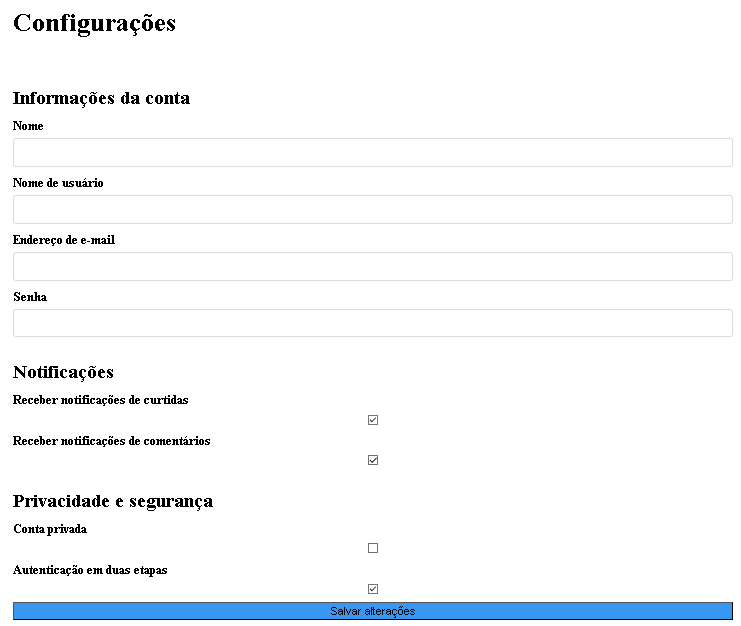 Configurações
Informações da conta
Nome
Nome de usuário
Endereço de e-mail
Senha
Notificações
Receber notificações de curtidas
Receber notificações de comentários
Privacidade e segurança
Conta privada
Autenticação em duas etapas
Salvar alterações